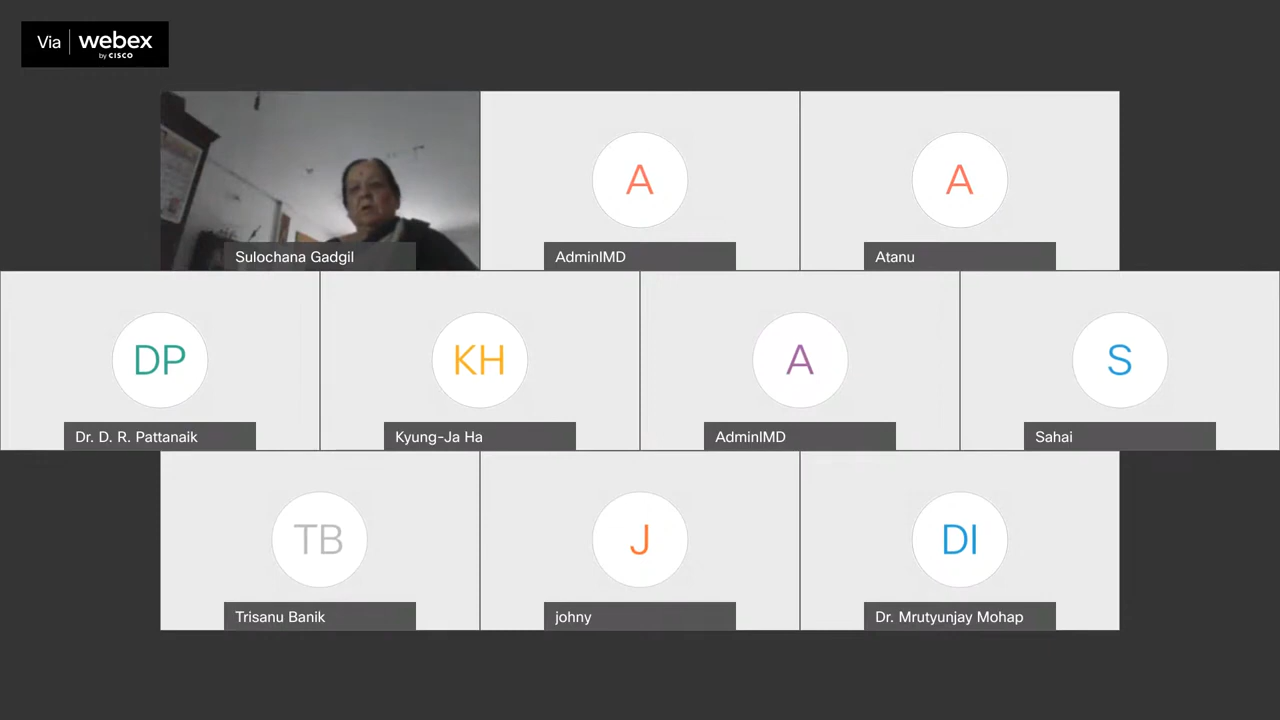 Via webex
by CISCO
A
A
Sulochana Gadgil
AdminIMD
Atanu
DP
KH
A
S
Dr. D. R. Pattanaik
Kyung-Ja Ha
AdminIMD
Sahai
TB
J
DI
Trisanu Banik
johny
Dr. Mrutyunjay Mohap